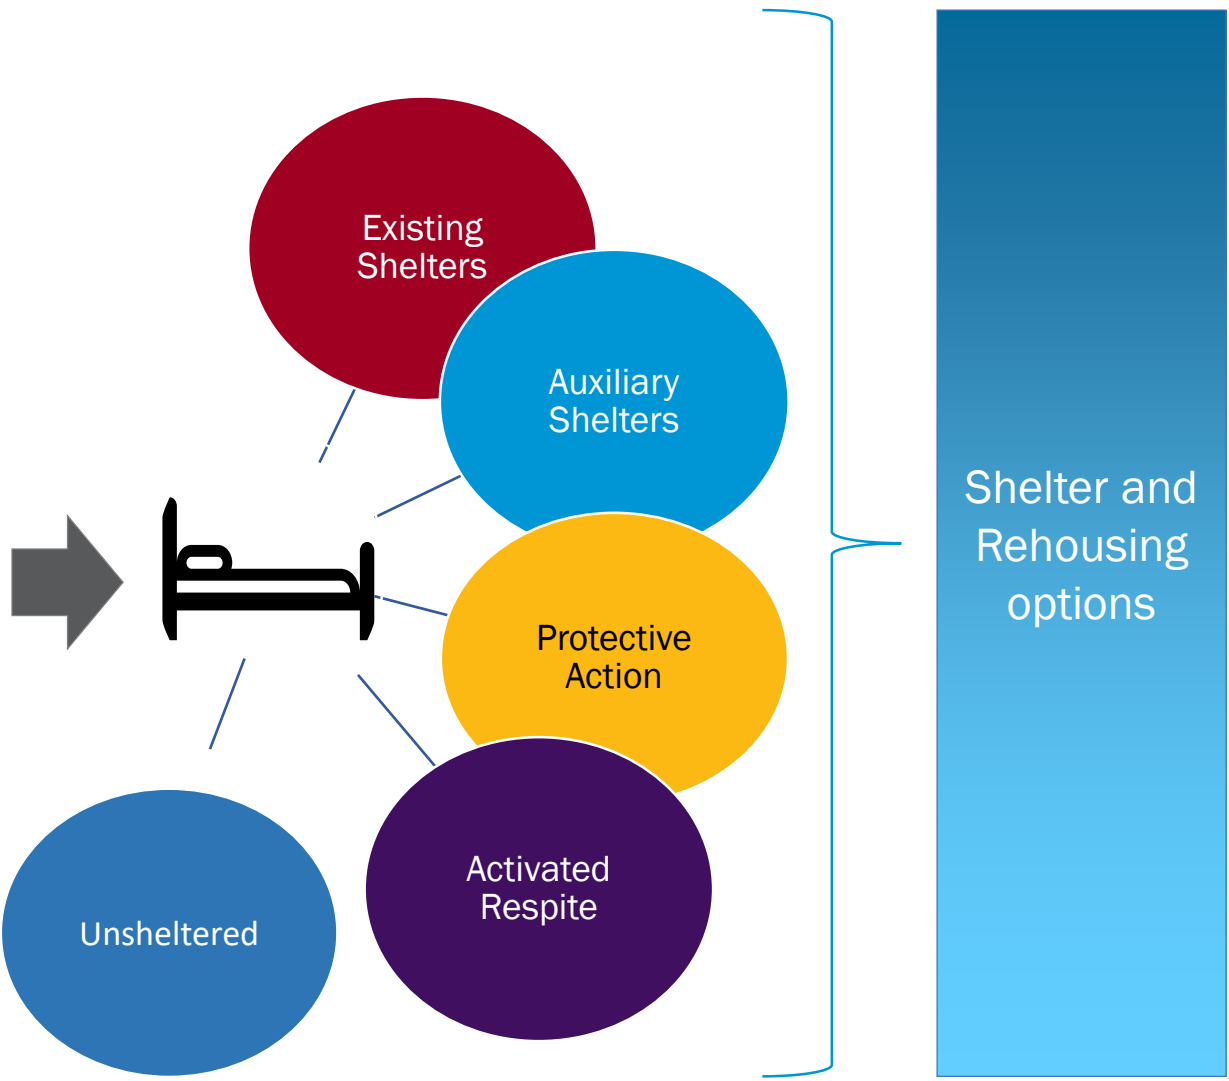 Existing
Shelters
Auxiliary
Shelters
Protective
Action
Activated
Respite
Unsheltered
Shelter and
Rehousing
options